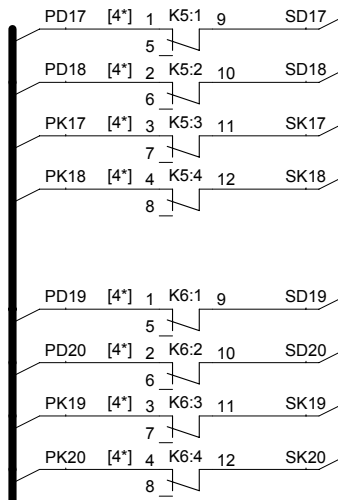 PD17 [4*] 1 K5:1 9 SD17
5
PD18 [4*] 2 K5:2 10 SD18
6
PK17 [4*] 3 K5:3 11 SK17
7
PK18 [4*] 4 K5:4 12 SK18
8
PD19 [4*] 1 K6:1 9 SD19
5
PD20 [4*] 2 K6:2 10 SD20
6
PK19 [4*] 3 K6:3 11 SK19
7
PK20 [4*] 4 K6:4 12 SK20
8